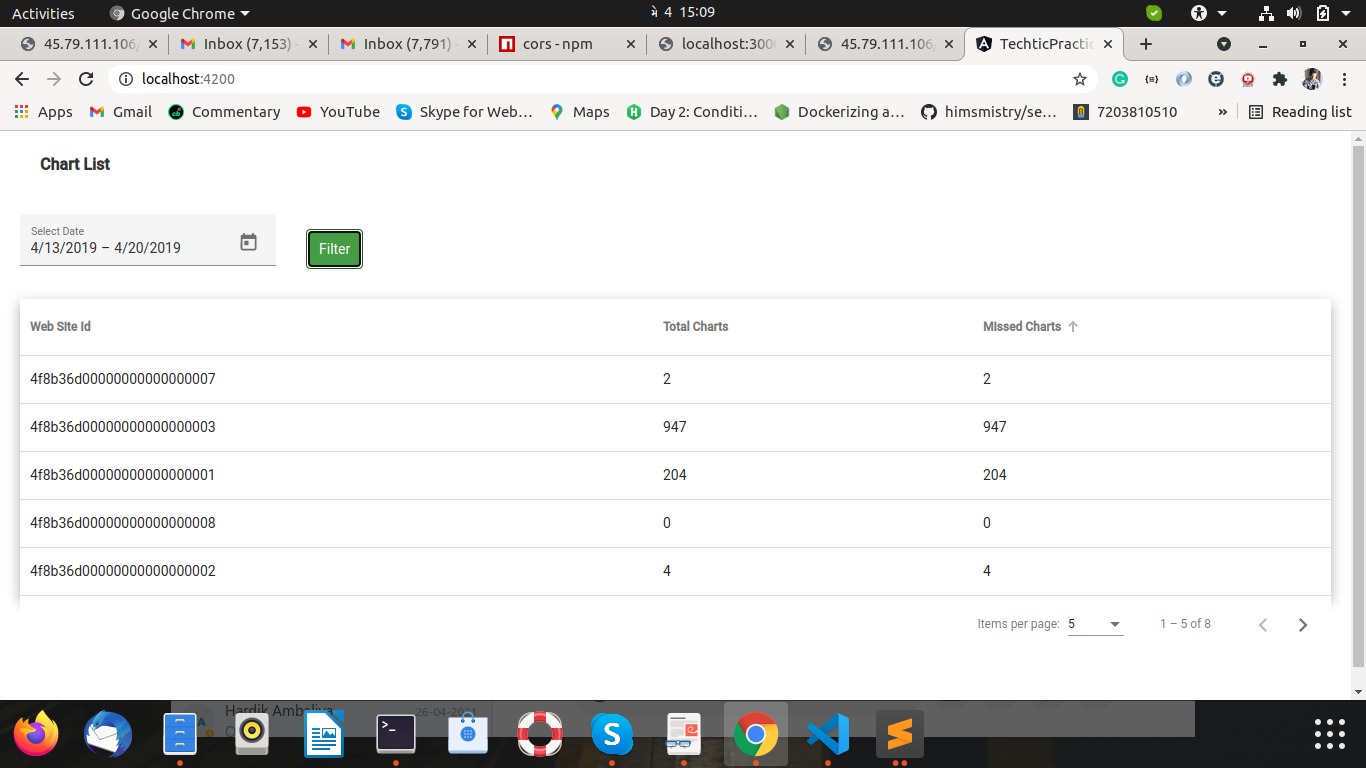 Activities Google Chrome મે 4 15:09
45.79.111.106/ Inbox (7,153) - Inbox (7,791) - cors - npm localhost:3000 45.79.111.106/ TechticPractic
localhost:4200
Apps Gmail Commentary YouTube Skype for Web… Maps Day 2: Conditi… Dockerizing a… himsmistry/se… 7203810510 » Reading list
Chart List
Select Date
4/13/2019 – 4/20/2019
Filter
Web Site Id Total Charts Missed Charts
4f8b36d00000000000000007 2 2
4f8b36d00000000000000003 947 947
4f8b36d00000000000000001 204 204
4f8b36d00000000000000008 0 0
4f8b36d00000000000000002 4 4
Items per page: 5 1 – 5 of 8
Hardik Ambaliya 26-04-2021